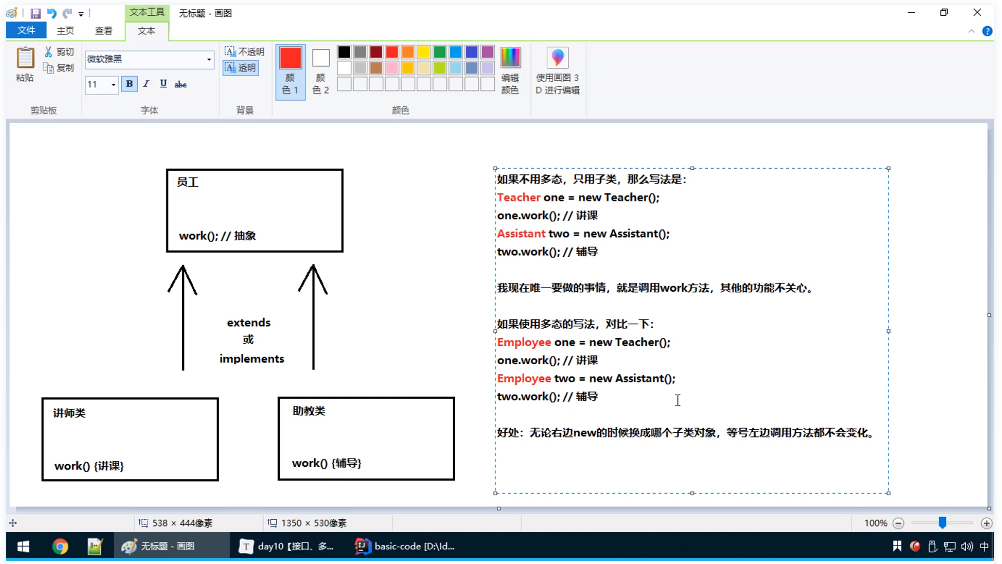 文本工具
无标题 - 画图
文件
主页
查看
文本
粘贴
剪切
复制
剪贴板
微软雅黑
11
B I U abc
字体
不透明
透明
背景
颜
色 1
颜
色 2
颜色
编辑
颜色
使用画图 3
D 进行编辑
员工
work(); // 抽象
extends
或
implements
讲师类
work() {讲课}
助教类
work() {辅导}
如果不用多态，只用子类，那么写法是：
Teacher one = new Teacher();
one.work(); // 讲课
Assistant two = new Assistant();
two.work(); // 辅导
我现在唯一要做的事情，就是调用work方法，其他的功能不关心。
如果使用多态的写法，对比一下：
Employee one = new Teacher();
one.work(); // 讲课
Employee two = new Assistant();
two.work(); // 辅导
好处：无论右边new的时候换成哪个子类对象，等号左边调用方法都不会变化。
538 × 444像素
1350 × 530像素
100%
无标题 - 画图
day10【接口、多...
basic-code [D:\Id...
中